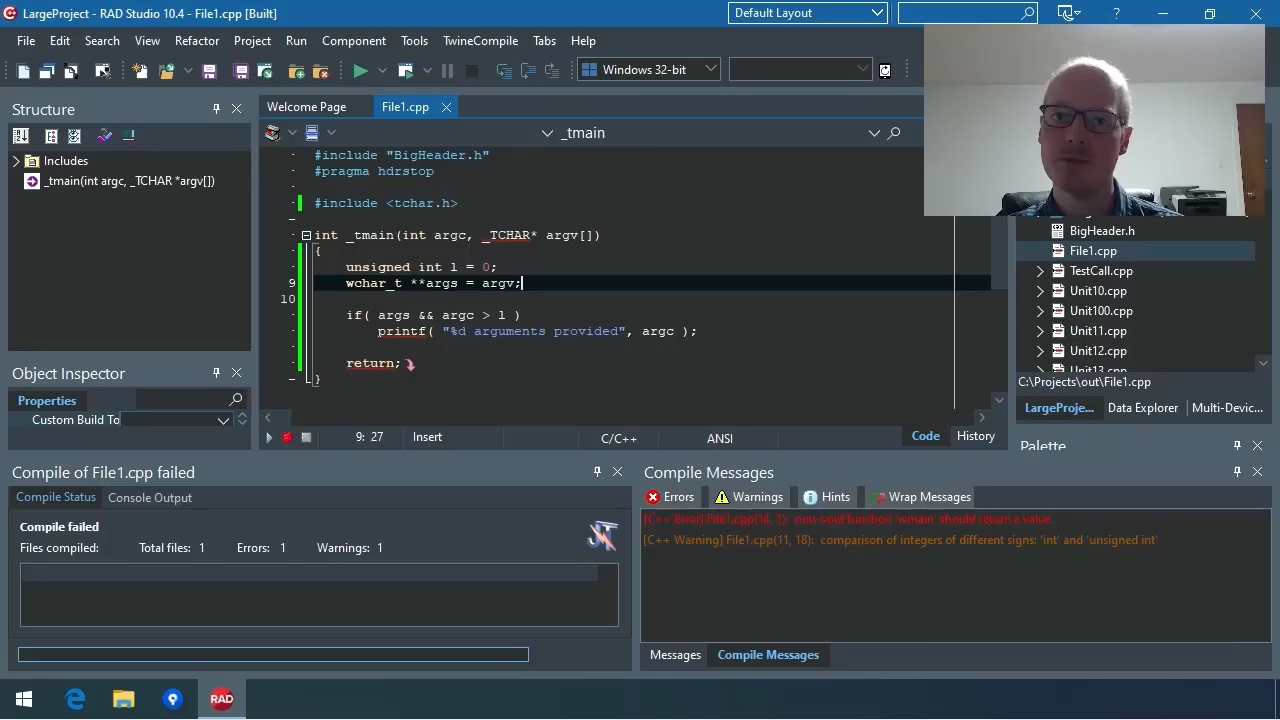 LargeProject - RAD Studio 10.4 - File1.cpp [Built]
Default Layout
?
File Edit Search View Refactor Project Run Component Tools TwineCompile Tabs Help
Windows 32-bit
Structure
Includes
_tmain(int argc, _TCHAR *argv[])
Welcome Page File1.cpp
_tmain
#include "BigHeader.h"
#pragma hdrstop
#include <tchar.h>
int _tmain(int argc, _TCHAR* argv[])
{
unsigned int l = 0;
9 wchar_t **args = argv;
10
if( args && argc > l )
printf( "%d arguments provided", argc );
return;
}
9: 27 Insert C/C++ ANSI Code History
Object Inspector
Properties
Custom Build To
BigHeader.h
File1.cpp
TestCall.cpp
Unit10.cpp
Unit100.cpp
Unit11.cpp
Unit12.cpp
Unit13.cpp
C:\Projects\out\File1.cpp
LargeProje... Data Explorer Multi-Devic...
Palette
Compile of File1.cpp failed
Compile Status Console Output
Compile failed
Files compiled: Total files: 1 Errors: 1 Warnings: 1
JT
Compile Messages
Errors Warnings Hints Wrap Messages
[C++ Error] File1.cpp(14, 1): non-void function 'wmain' should return a value
[C++ Warning] File1.cpp(11, 18): comparison of integers of different signs: 'int' and 'unsigned int'
Messages Compile Messages
RAD